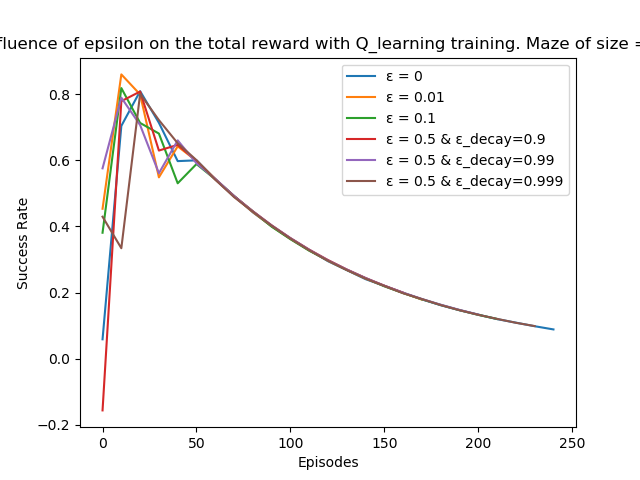 fluence of epsilon on the total reward with Q_learning training. Maze of size =
ε = 0
ε = 0.01
ε = 0.1
ε = 0.5 & ε_decay=0.9
ε = 0.5 & ε_decay=0.99
ε = 0.5 & ε_decay=0.999
Success Rate
0.8
0.6
0.4
0.2
0.0
−0.2
0
50
100
150
200
250
Episodes